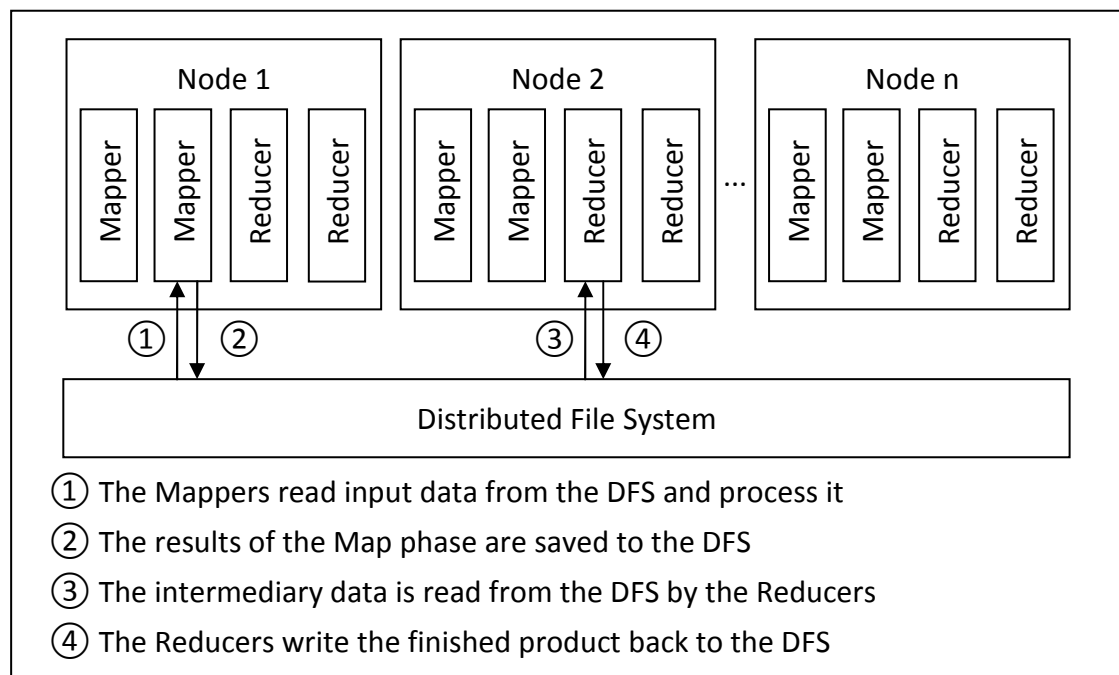 Node 1
Mapper
Mapper
Reducer
Reducer
Node 2
Mapper
Mapper
Reducer
Reducer
...
Node n
Mapper
Mapper
Reducer
Reducer
① ②
③ ④
Distributed File System
① The Mappers read input data from the DFS and process it
② The results of the Map phase are saved to the DFS
③ The intermediary data is read from the DFS by the Reducers
④ The Reducers write the finished product back to the DFS